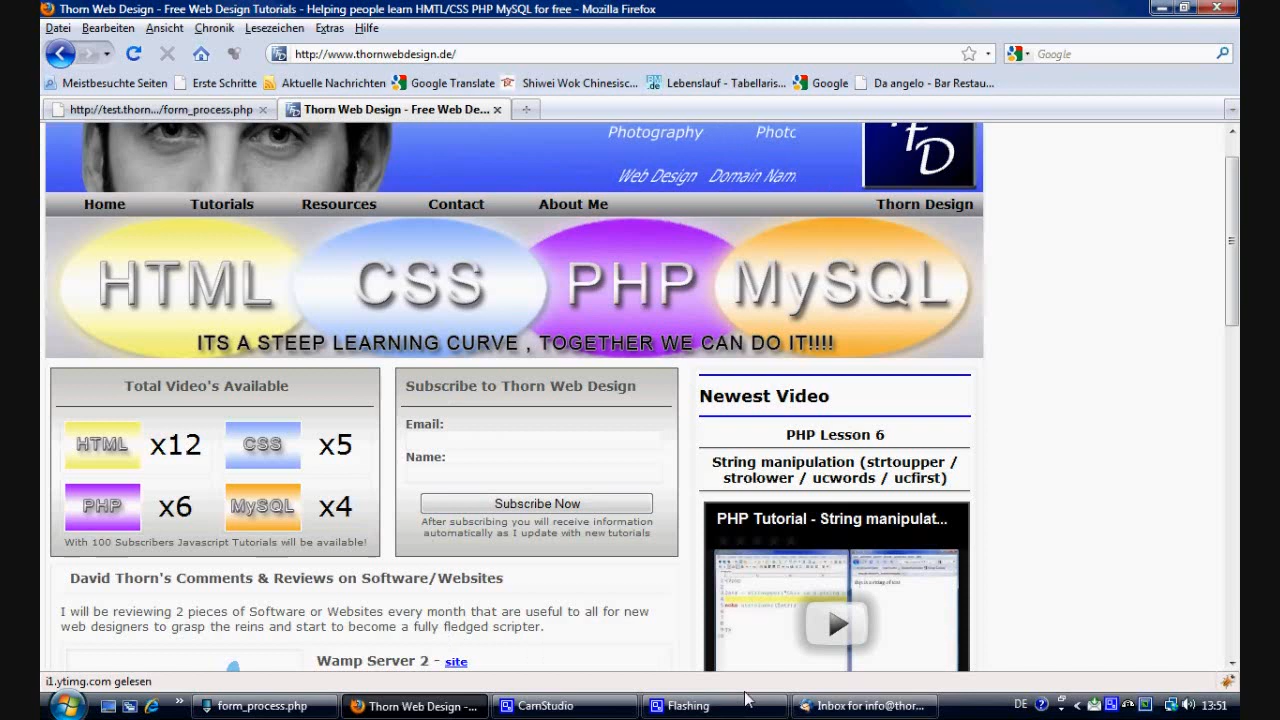 Thorn Web Design - Free Web Design Tutorials - Helping people learn HMTL/CSS PHP MySQL for free - Mozilla Firefox
Datei Bearbeiten Ansicht Chronik Lesezeichen Extras Hilfe
http://www.thornwebdesign.de/ Google
Meistbesuchte Seiten Erste Schritte Aktuelle Nachrichten Google Translate Shiwei Wok Chinesisc... Lebenslauf - Tabellaris... Google Da angelo - Bar Restau...
http://test.thorn.../form_process.php Thorn Web Design - Free Web De...
Photography Photo
Web Design Domain Nam
TD
Home Tutorials Resources Contact About Me Thorn Design
HTML CSS PHP MySQL
ITS A STEEP LEARNING CURVE , TOGETHER WE CAN DO IT!!!!
Total Video's Available
HTML x12 CSS x5
PHP x6 MySQL x4
With 100 Subscribers Javascript Tutorials will be available!
Subscribe to Thorn Web Design
Email:
Name:
Subscribe Now
After subscribing you will receive information
automatically as I update with new tutorials
Newest Video
PHP Lesson 6
String manipulation (strtoupper /
strolower / ucwords / ucfirst)
PHP Tutorial - String manipulat...
David Thorn's Comments & Reviews on Software/Websites
I will be reviewing 2 pieces of Software or Websites every month that are useful to all for new
web designers to grasp the reins and start to become a fully fledged scripter.
Wamp Server 2 - site
i1.ytimg.com gelesen
form_process.php Thorn Web Design -... CamStudio Flashing Inbox for info@thor... DE 13:51